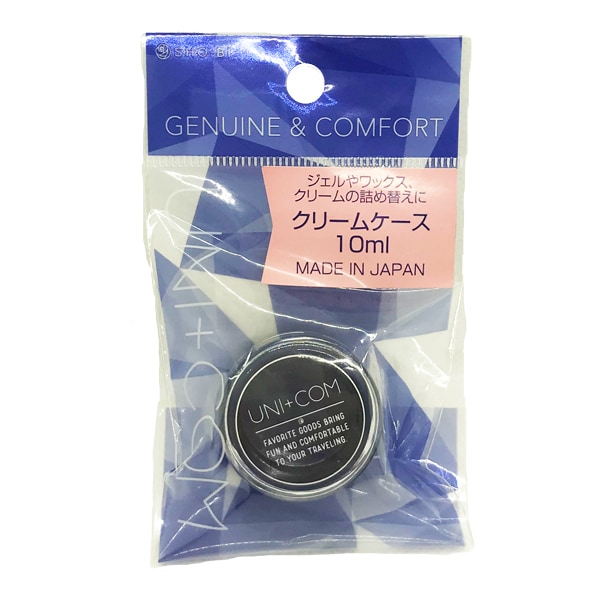 GENUINE & COMFORT
ジェルやワックス、
クリームの詰め替えに
クリームケース
10ml
MADE IN JAPAN
UNI+COM
UNI+COM
FAVORITE GOODS BRING
FUN AND COMFORTABLE
TO YOUR TRAVELING.